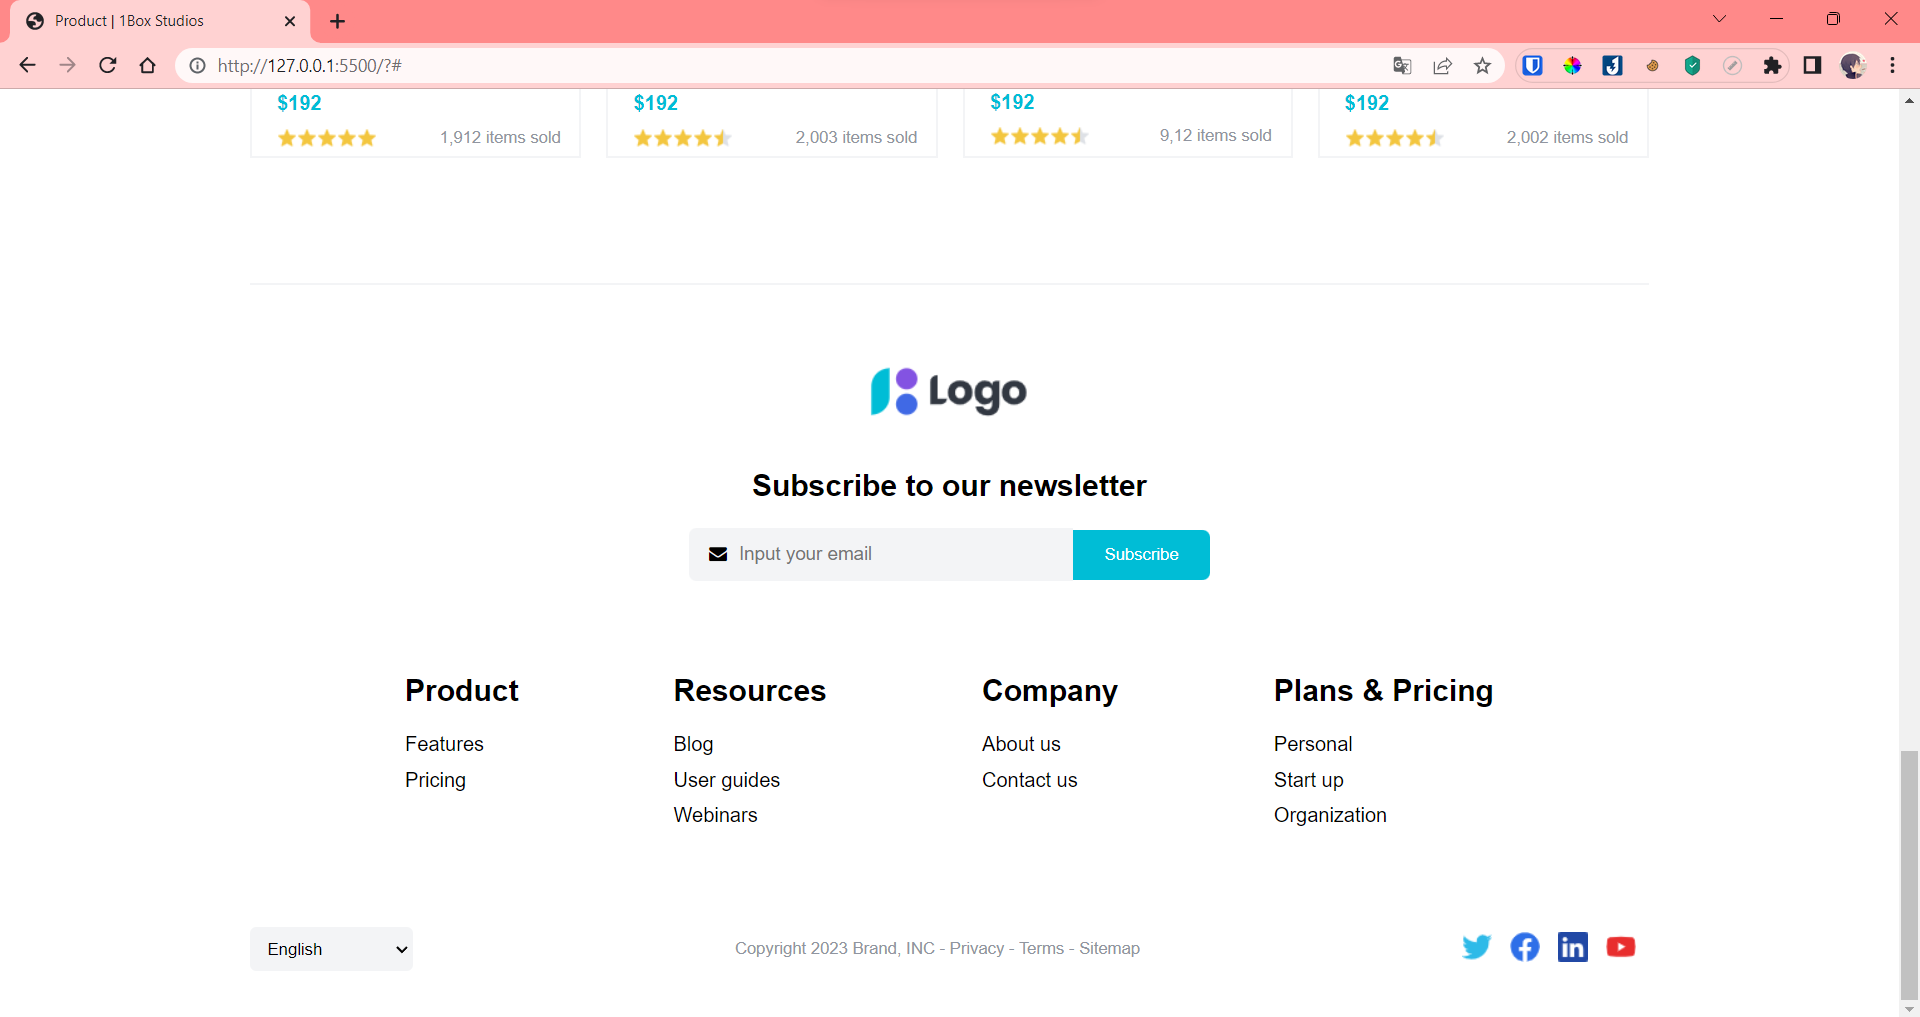 Product | 1Box Studios
http://127.0.0.1:5500/?#
$192 $192 $192 $192
1,912 items sold 2,003 items sold 9,12 items sold 2,002 items sold
Logo
Subscribe to our newsletter
Input your email Subscribe
Product Resources Company Plans & Pricing
Features Blog About us Personal
Pricing User guides Contact us Start up
Webinars Organization
English Copyright 2023 Brand, INC - Privacy - Terms - Sitemap in